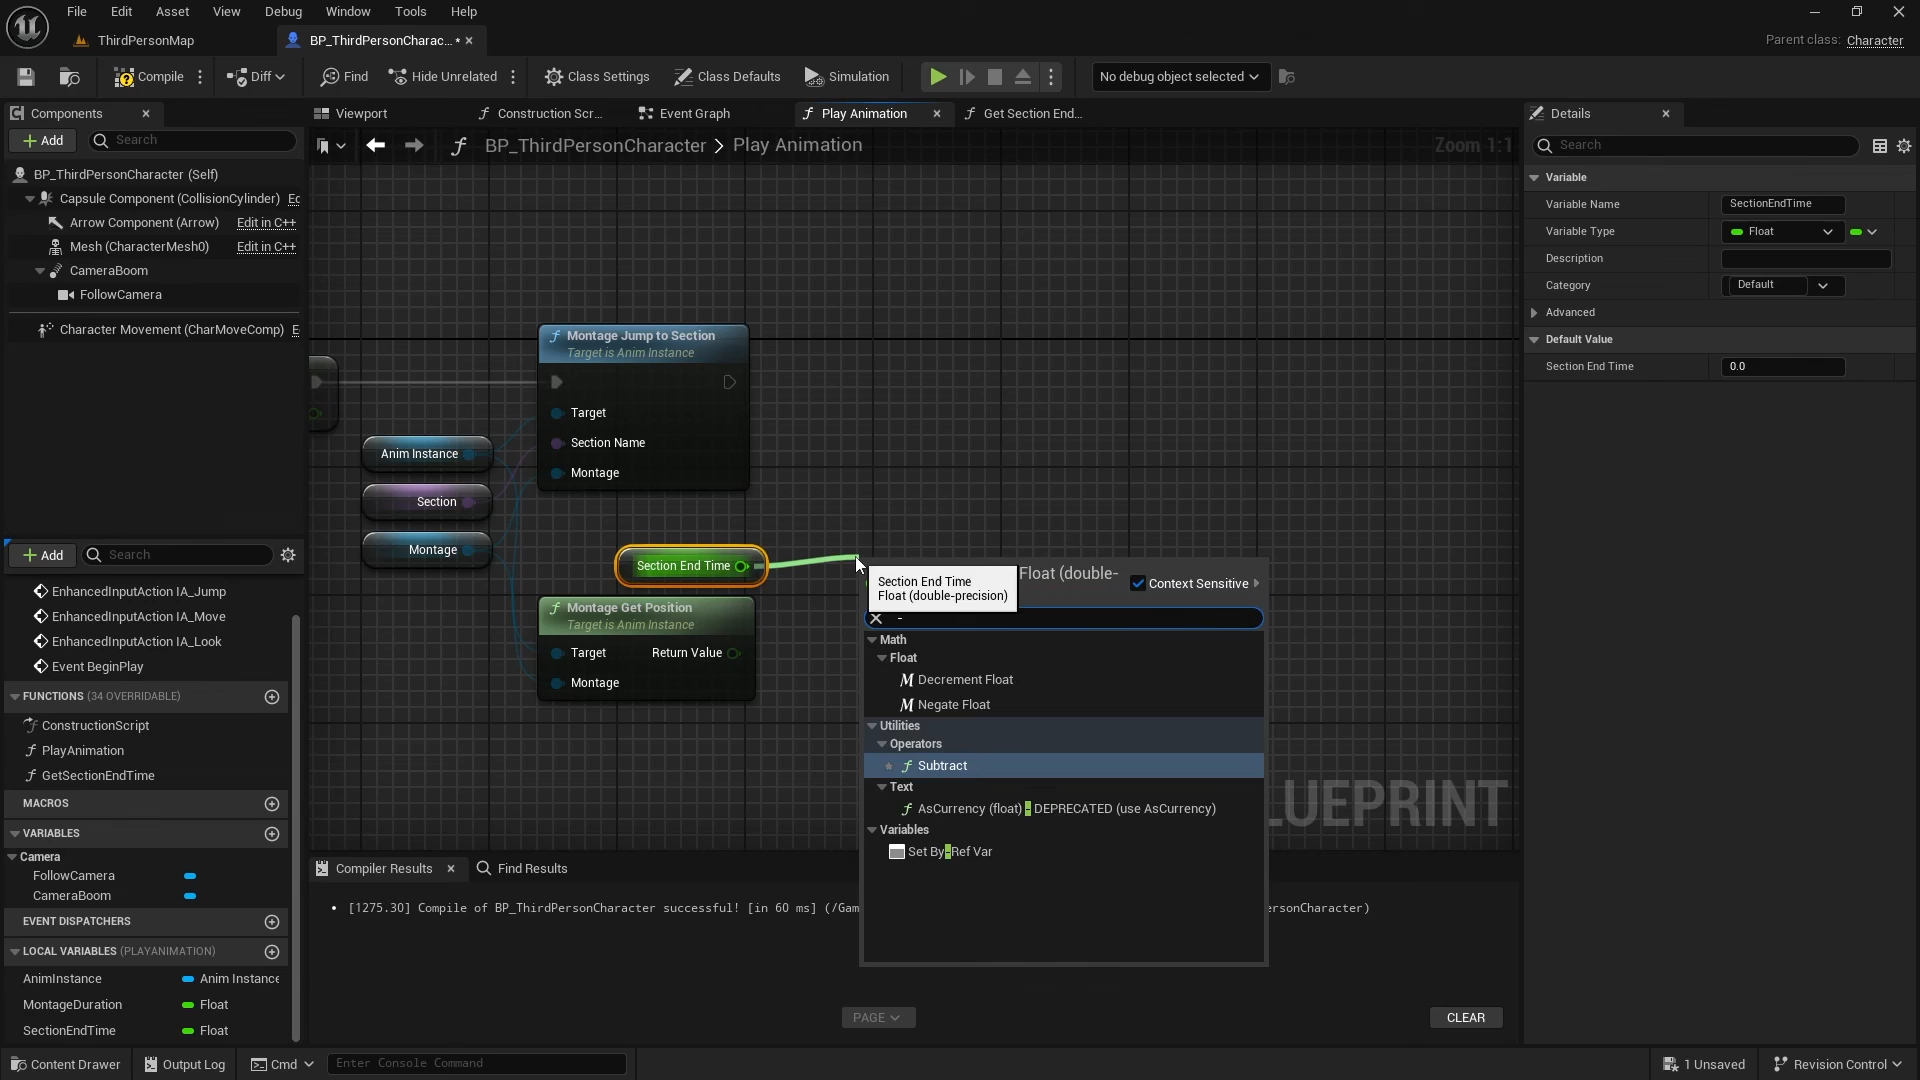 File Edit Asset View Debug Window Tools Help
ThirdPersonMap
BP_ThirdPersonCharac... *
Parent class: Character
Compile
Diff
Find
Hide Unrelated
Class Settings
Class Defaults
Simulation
No debug object selected
Components
Add
Search
BP_ThirdPersonCharacter (Self)
Capsule Component (CollisionCylinder)
Arrow Component (Arrow) Edit in C++
Mesh (CharacterMesh0) Edit in C++
CameraBoom
FollowCamera
Character Movement (CharMoveComp)
Add
Search
EnhancedInputAction IA_Jump
EnhancedInputAction IA_Move
EnhancedInputAction IA_Look
Event BeginPlay
FUNCTIONS (34 OVERRIDABLE)
ConstructionScript
PlayAnimation
GetSectionEndTime
MACROS
VARIABLES
Camera
FollowCamera
CameraBoom
EVENT DISPATCHERS
LOCAL VARIABLES (PLAYANIMATION)
AnimInstance Anim Instance
MontageDuration Float
SectionEndTime Float
Viewport
Construction Scr...
Event Graph
Play Animation
Get Section End...
BP_ThirdPersonCharacter > Play Animation
Zoom 1:1
Montage Jump to Section
Target is Anim Instance
Target
Section Name
Montage
Anim Instance
Section
Montage
Section End Time
Montage Get Position
Target is Anim Instance
Target Return Value
Montage
Section End Time
Float (double-precision)
Float (double-
Context Sensitive
-
Math
Float
Decrement Float
Negate Float
Utilities
Operators
Subtract
Text
AsCurrency (float) - DEPRECATED (use AsCurrency)
Variables
Set By-Ref Var
LUEPRINT
Compiler Results
Find Results
[1275.30] Compile of BP_ThirdPersonCharacter successful! [in 60 ms] (/Gam
ersonCharacter)
PAGE
CLEAR
Details
Search
Variable
Variable Name SectionEndTime
Variable Type Float
Description
Category Default
Advanced
Default Value
Section End Time 0.0
Content Drawer
Output Log
Cmd
Enter Console Command
1 Unsaved
Revision Control